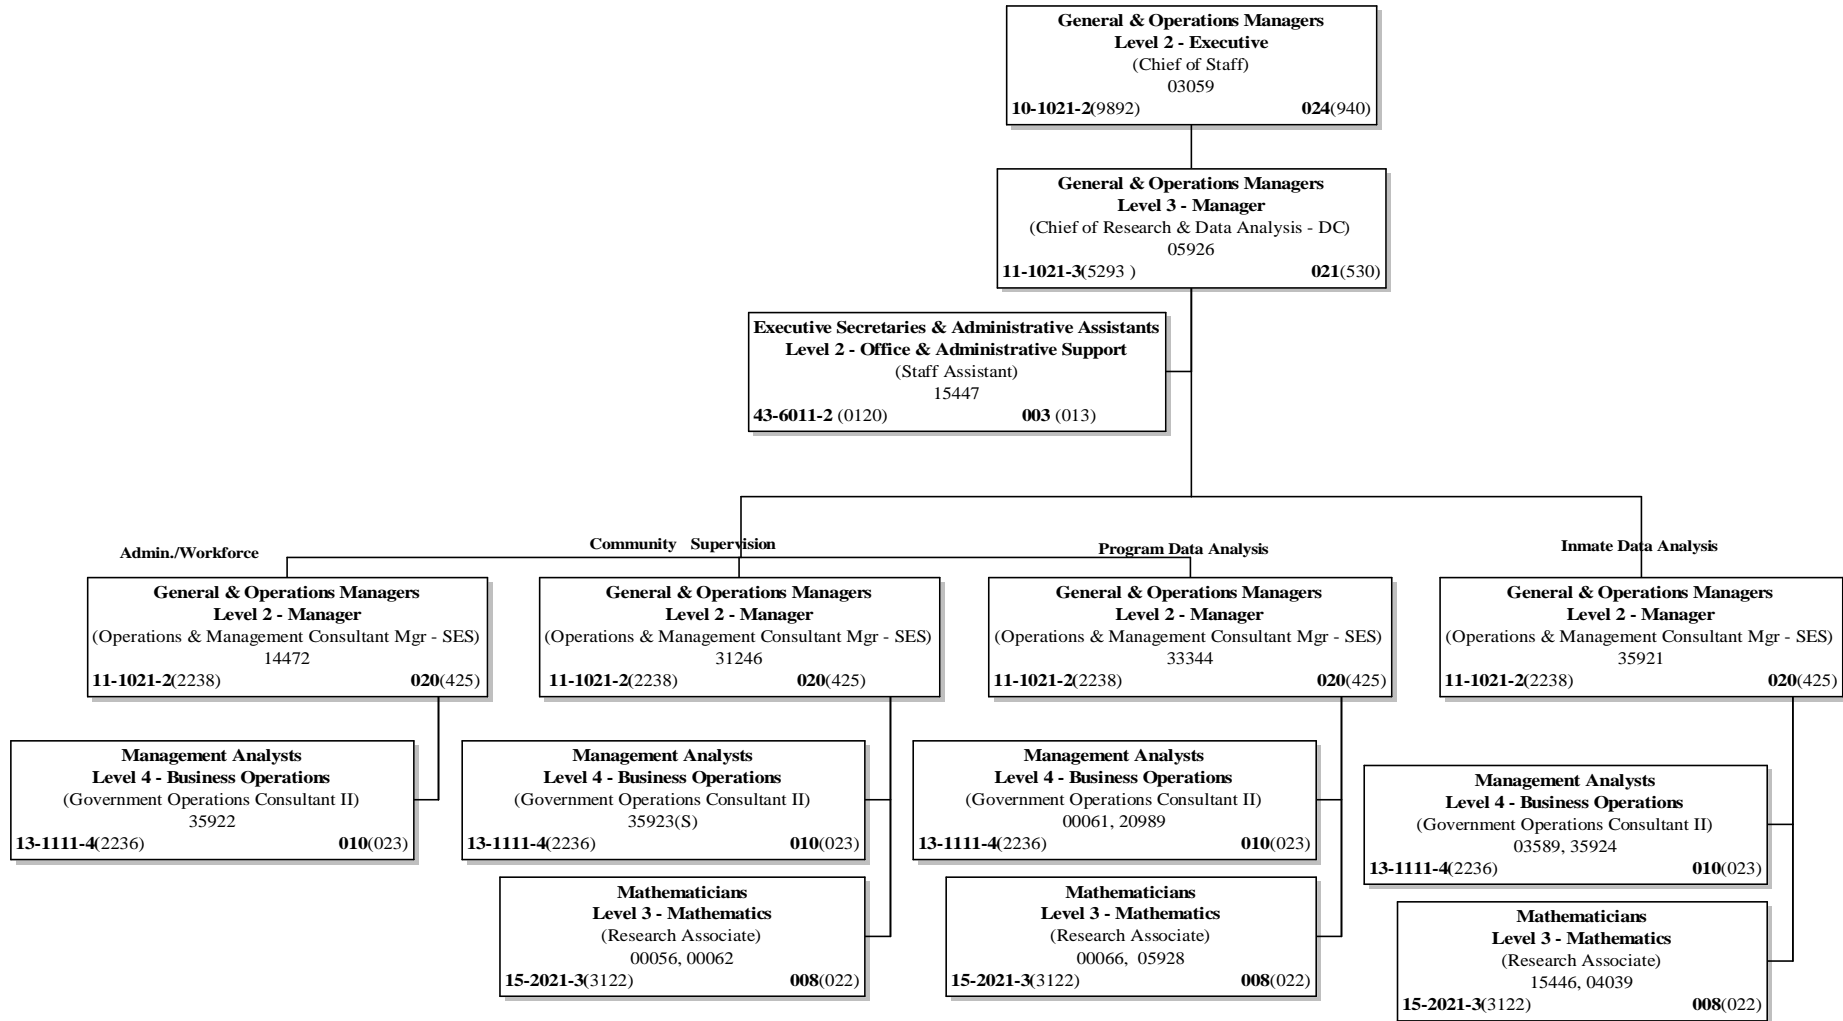 General & Operations Managers
Level 2 - Executive
(Chief of Staff)
03059
10-1021-2(9892) 024(940)
General & Operations Managers
Level 3 - Manager
(Chief of Research & Data Analysis - DC)
05926
11-1021-3(5293 ) 021(530)
Executive Secretaries & Administrative Assistants
Level 2 - Office & Administrative Support
(Staff Assistant)
15447
43-6011-2 (0120) 003 (013)
Admin./Workforce
General & Operations Managers
Level 2 - Manager
(Operations & Management Consultant Mgr - SES)
14472
11-1021-2(2238) 020(425)
Management Analysts
Level 4 - Business Operations
(Government Operations Consultant II)
35922
13-1111-4(2236) 010(023)
Community Supervision
General & Operations Managers
Level 2 - Manager
(Operations & Management Consultant Mgr - SES)
31246
11-1021-2(2238) 020(425)
Management Analysts
Level 4 - Business Operations
(Government Operations Consultant II)
35923(S)
13-1111-4(2236) 010(023)
Mathematicians
Level 3 - Mathematics
(Research Associate)
00056, 00062
15-2021-3(3122) 008(022)
Program Data Analysis
General & Operations Managers
Level 2 - Manager
(Operations & Management Consultant Mgr - SES)
33344
11-1021-2(2238) 020(425)
Management Analysts
Level 4 - Business Operations
(Government Operations Consultant II)
00061, 20989
13-1111-4(2236) 010(023)
Mathematicians
Level 3 - Mathematics
(Research Associate)
00066, 05928
15-2021-3(3122) 008(022)
Inmate Data Analysis
General & Operations Managers
Level 2 - Manager
(Operations & Management Consultant Mgr - SES)
35921
11-1021-2(2238) 020(425)
Management Analysts
Level 4 - Business Operations
(Government Operations Consultant II)
03589, 35924
13-1111-4(2236) 010(023)
Mathematicians
Level 3 - Mathematics
(Research Associate)
15446, 04039
15-2021-3(3122) 008(022)